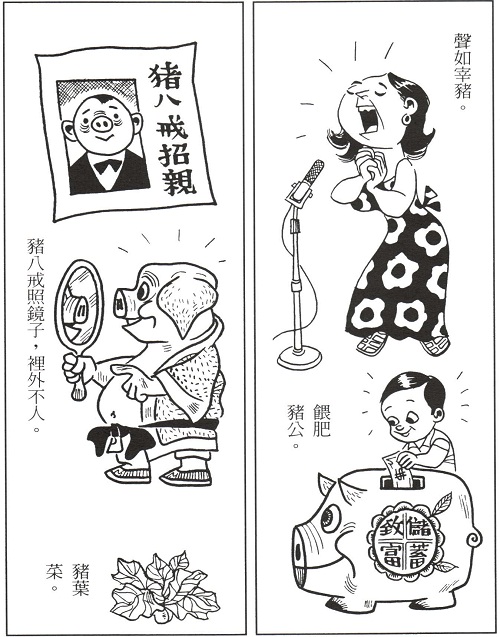 聲如宰豬。
餵肥
豬公。
儲蓄
致富
猪八戒招親
豬八戒照鏡子，裡外不人。
豬葉
菜。